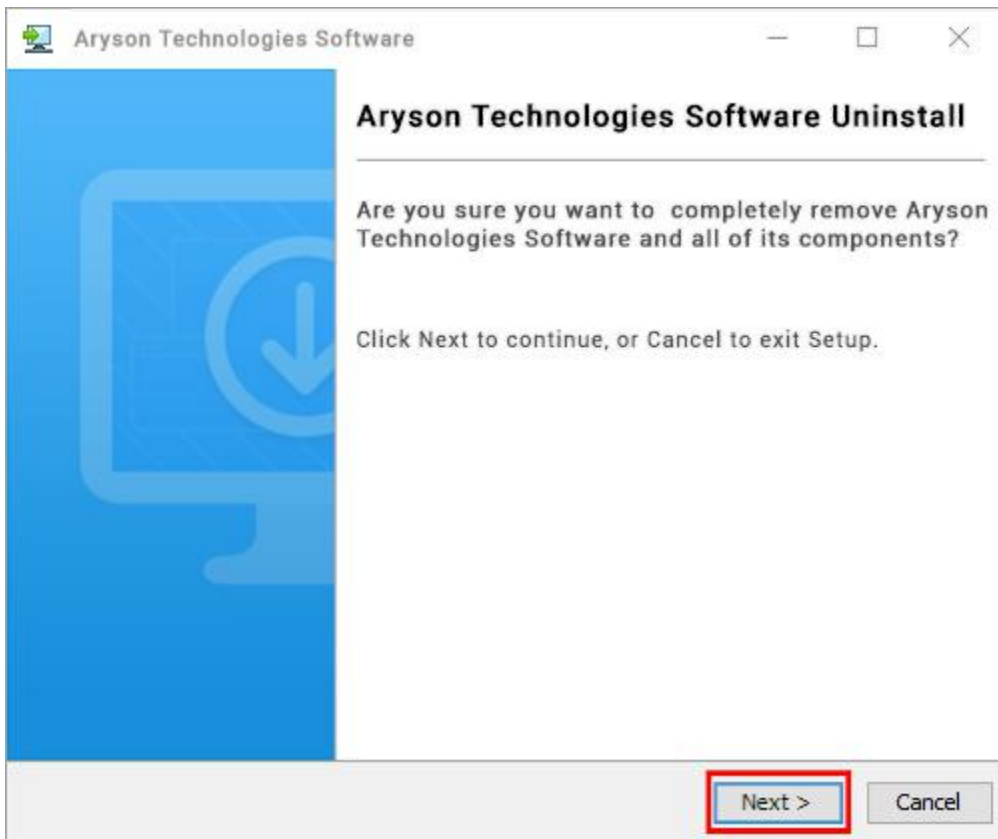 Aryson Technologies Software
Aryson Technologies Software Uninstall
Are you sure you want to  completely remove Aryson
Technologies Software and all of its components?
Click Next to continue, or Cancel to exit Setup.
Next >
Cancel